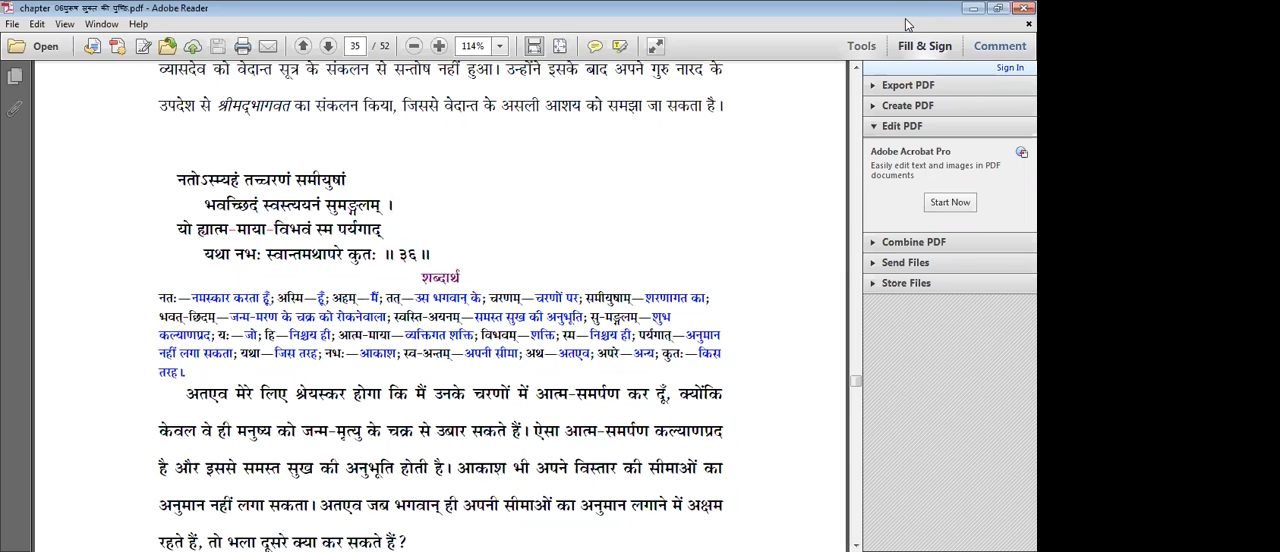 chapter 06पुरुष सूक्त की पुष्टि.pdf - Adobe Reader
File Edit View Window Help
Open 35 / 52 114% Tools Fill & Sign Comment
Sign In
Export PDF
Create PDF
Edit PDF
Adobe Acrobat Pro
Easily edit text and images in PDF
documents
Start Now
Combine PDF
Send Files
Store Files
व्यासदेव को वेदान्त सूत्र के संकलन से सन्तोष नहीं हुआ। उन्होंने इसके बाद अपने गुरु नारद के
उपदेश से श्रीमद्भागवत का संकलन किया, जिससे वेदान्त के असली आशय को समझा जा सकता है।
नतोऽस्म्यहं तच्चरणं समीयुषां
भवच्छिदं स्वस्त्ययनं सुमङ्गलम् ।
यो ह्यात्म-माया-विभवं स्म पर्यगाद्
यथा नभः स्वान्तमथापरे कुतः ॥ ३६॥
शब्दार्थ
नतः—नमस्कार करता हूँ; अस्मि—हूँ; अहम्—मैं; तत्—उस भगवान् के; चरणम्—चरणों पर; समीयुषाम्—शरणागत का;
भवत्-छिदम्—जन्म-मरण के चक्र को रोकनेवाला; स्वस्ति-अयनम्—समस्त सुख की अनुभूति; सु-मङ्गलम्—शुभ
कल्याणप्रद; यः—जो; हि—निश्चय ही; आत्म-माया—व्यक्तिगत शक्ति; विभवम्—शक्ति; स्म—निश्चय ही; पर्यगात्—अनुमान
नहीं लगा सकता; यथा—जिस तरह; नभः—आकाश; स्व-अन्तम्—अपनी सीमा; अथ—अतएव; अपरे—अन्य; कुतः—किस
तरह।.
अतएव मेरे लिए श्रेयस्कर होगा कि मैं उनके चरणों में आत्म-समर्पण कर दूँ, क्योंकि
केवल वे ही मनुष्य को जन्म-मृत्यु के चक्र से उबार सकते हैं। ऐसा आत्म-समर्पण कल्याणप्रद
है और इससे समस्त सुख की अनुभूति होती है। आकाश भी अपने विस्तार की सीमाओं का
अनुमान नहीं लगा सकता। अतएव जब भगवान् ही अपनी सीमाओं का अनुमान लगाने में अक्षम
रहते हैं, तो भला दूसरे क्या कर सकते हैं?